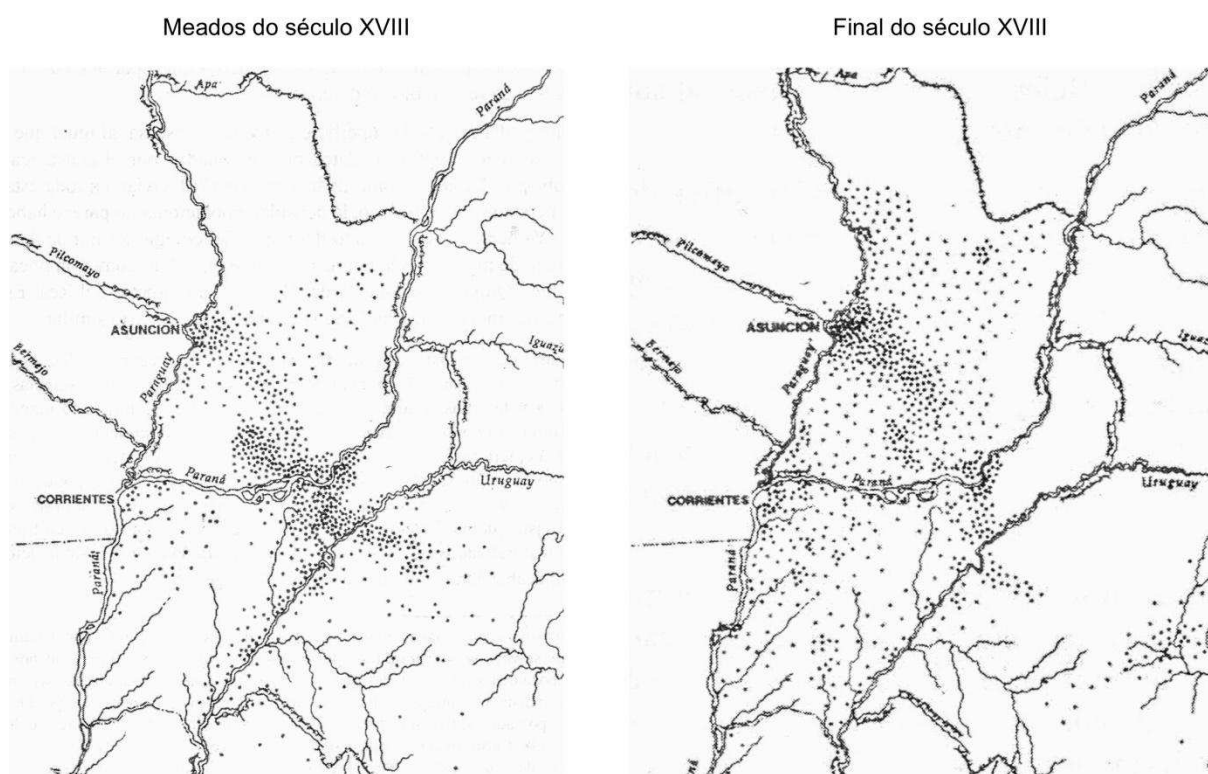 Meados do século XVIII
Final do século XVIII
Apa
Paraná
Pilcomayo
ASUNCION
Iguazú
Bermejo
Paraguay
Paraná
Uruguay
CORRIENTES
Paraná
Apa
Paraná
Pilcomayo
ASUNCION
Bermejo
Paraguay
Paraná
Uruguay
CORRIENTES
Paraná